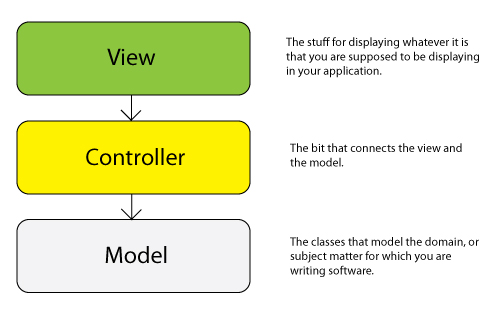 View
The stuff for displaying whatever it is
that you are supposed to be displaying
in your application.
Controller
The bit that connects the view and
the model.
Model
The classes that model the domain, or
subject matter for which you are
writing software.